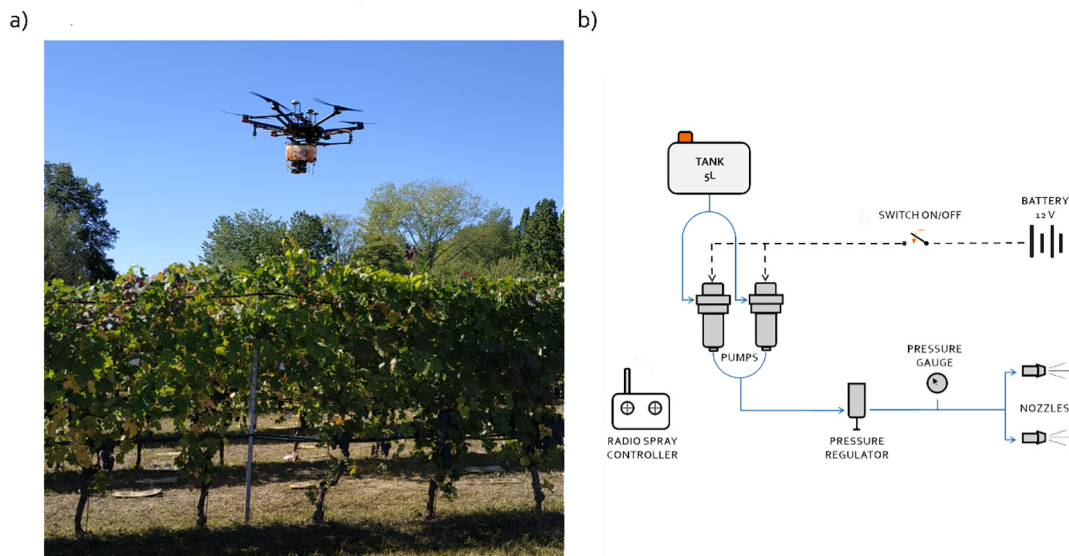 a)
b)
TANK
5L
SWITCH ON/OFF
BATTERY
12 V
PUMPS
PRESSURE
GAUGE
NOZZLES
RADIO SPRAY
CONTROLLER
PRESSURE
REGULATOR